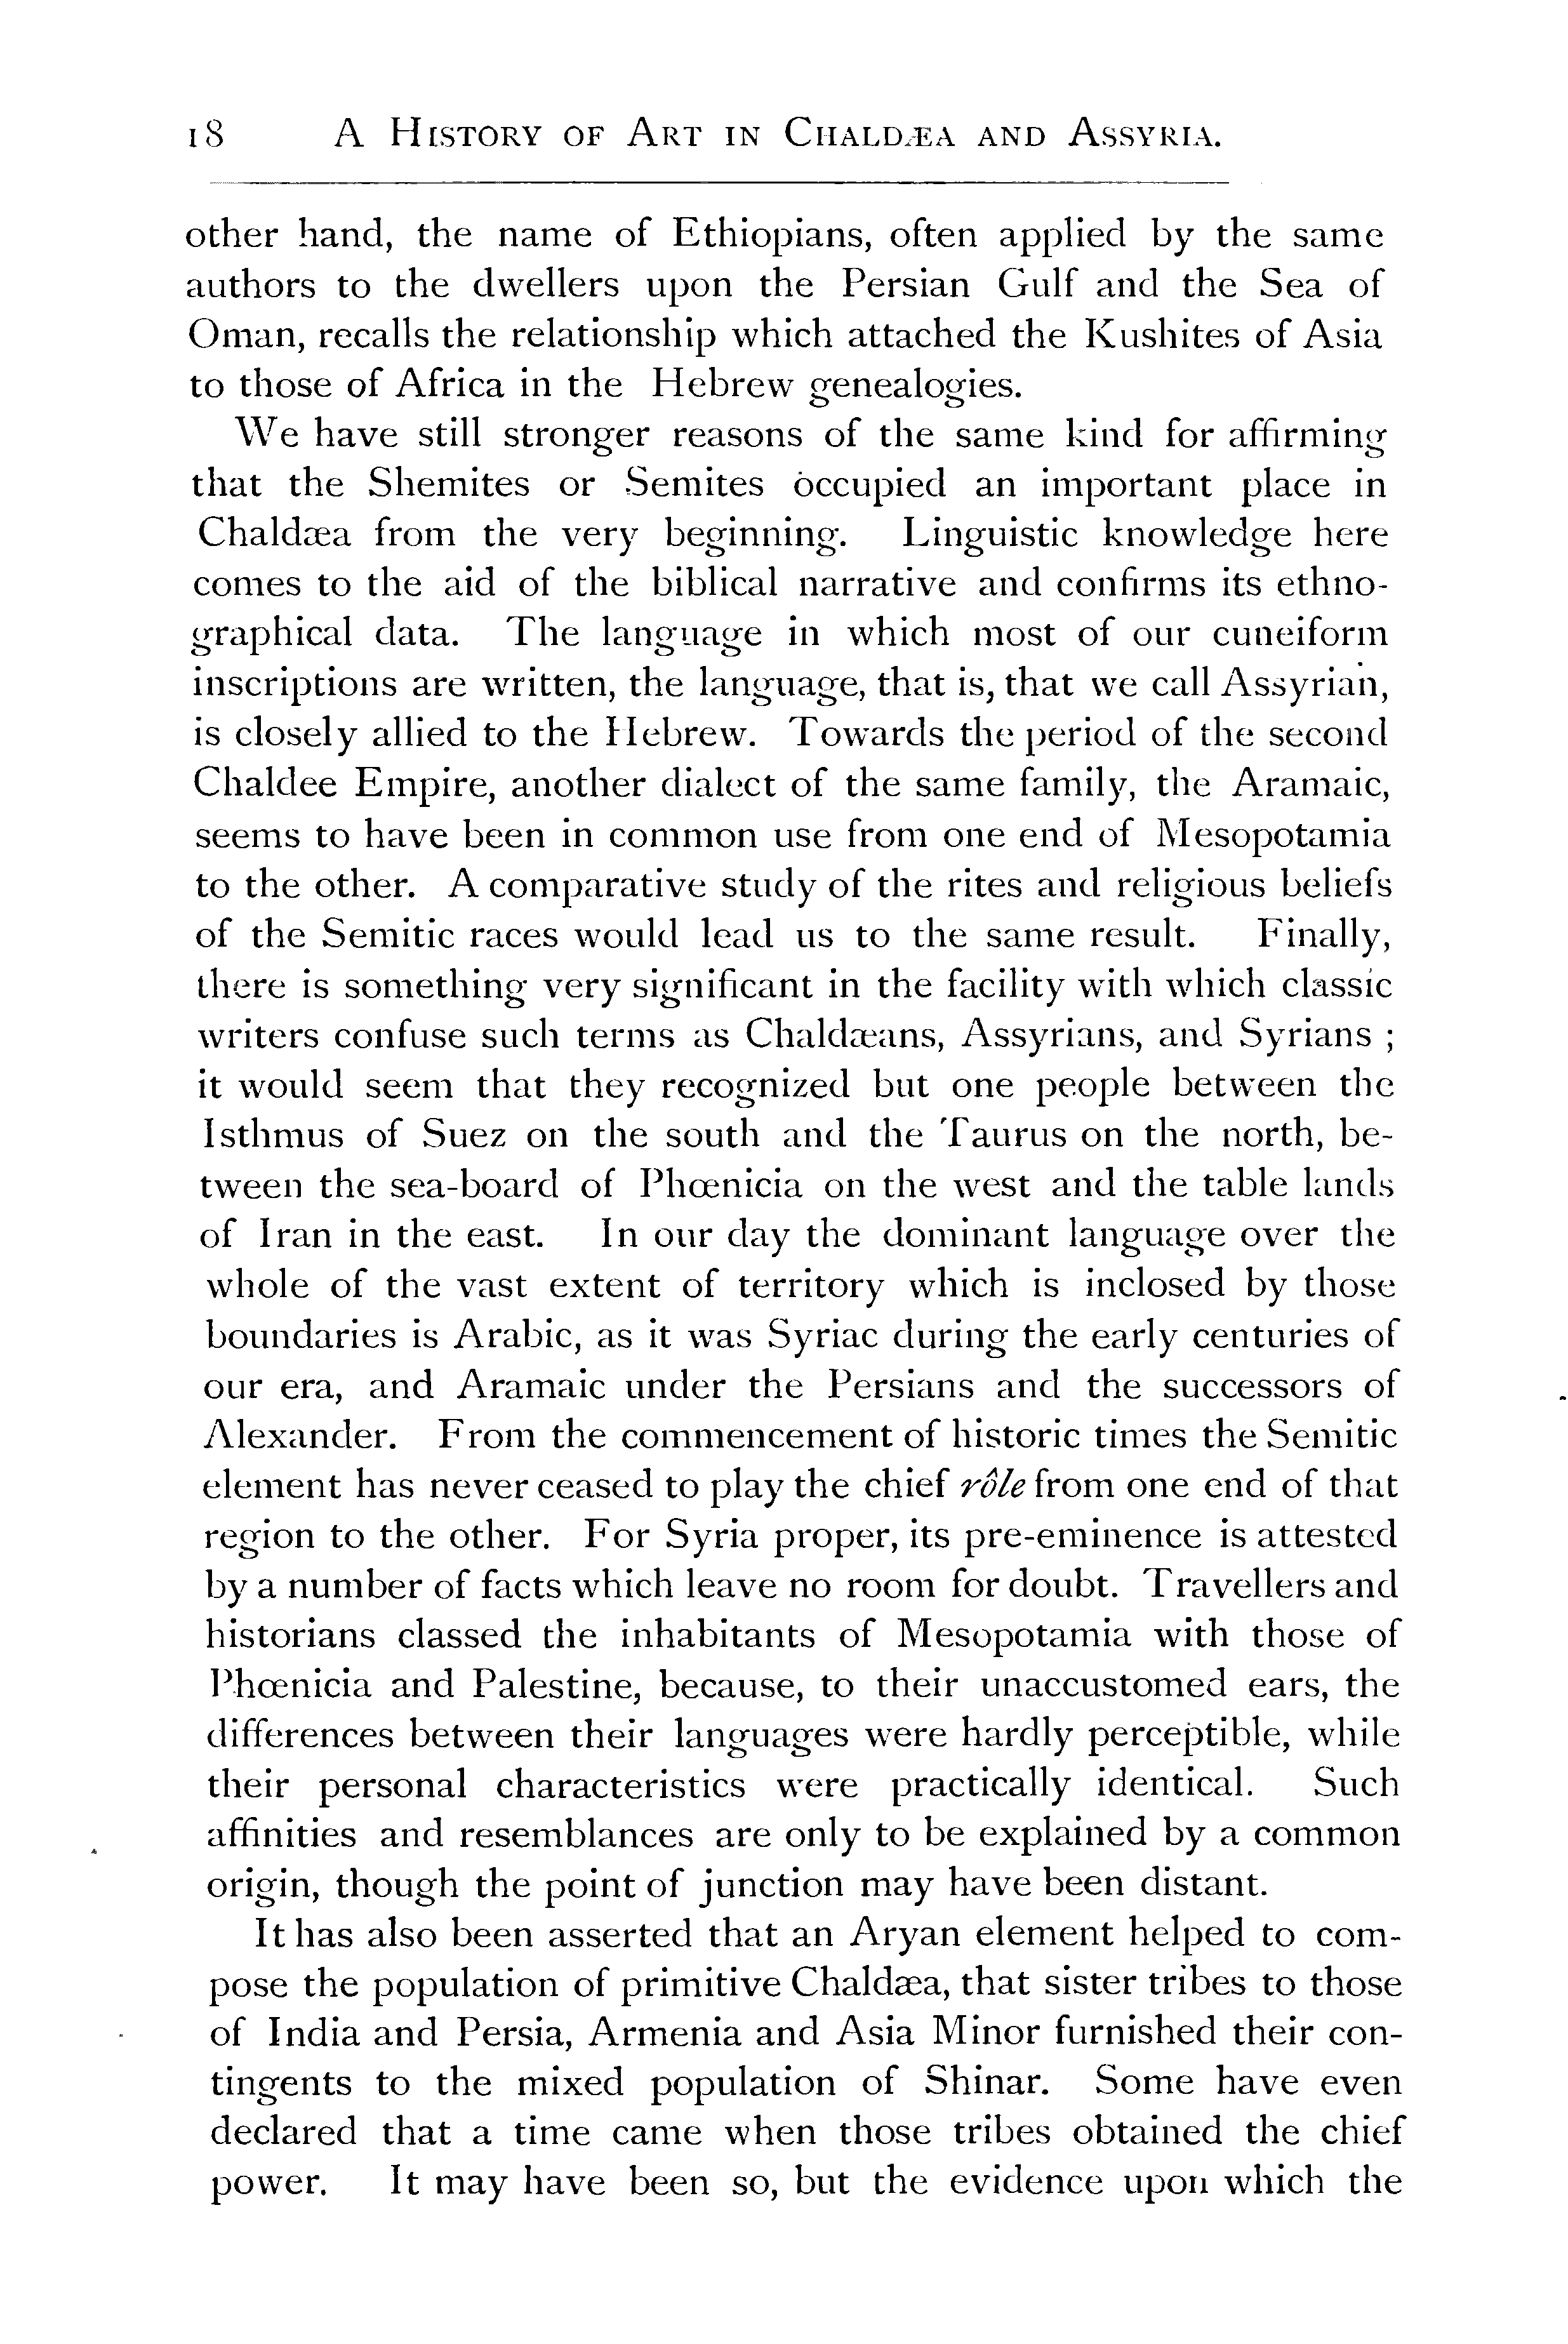 18 A History of Art in Chaldæa and Assyria.
other hand, the name of Ethiopians, often applied by the same
authors to the dwellers upon the Persian Gulf and the Sea of
Oman, recalls the relationship which attached the Kushites of Asia
to those of Africa in the Hebrew genealogies.
We have still stronger reasons of the same kind for affirming
that the Shemites or Semites occupied an important place in
Chaldæa from the very beginning. Linguistic knowledge here
comes to the aid of the biblical narrative and confirms its ethno-
graphical data. The language in which most of our cuneiform
inscriptions are written, the language, that is, that we call Assyrian,
is closely allied to the Hebrew. Towards the period of the second
Chaldee Empire, another dialect of the same family, the Aramaic,
seems to have been in common use from one end of Mesopotamia
to the other. A comparative study of the rites and religious beliefs
of the Semitic races would lead us to the same result. Finally,
there is something very significant in the facility with which classic
writers confuse such terms as Chaldæans, Assyrians, and Syrians ;
it would seem that they recognized but one people between the
Isthmus of Suez on the south and the Taurus on the north, be-
tween the sea-board of Phœnicia on the west and the table lands
of Iran in the east. In our day the dominant language over the
whole of the vast extent of territory which is inclosed by those
boundaries is Arabic, as it was Syriac during the early centuries of
our era, and Aramaic under the Persians and the successors of
Alexander. From the commencement of historic times the Semitic
element has never ceased to play the chief rôle from one end of that
region to the other. For Syria proper, its pre-eminence is attested
by a number of facts which leave no room for doubt. Travellers and
historians classed the inhabitants of Mesopotamia with those of
Phœnicia and Palestine, because, to their unaccustomed ears, the
differences between their languages were hardly perceptible, while
their personal characteristics were practically identical. Such
affinities and resemblances are only to be explained by a common
origin, though the point of junction may have been distant.
It has also been asserted that an Aryan element helped to com-
pose the population of primitive Chaldæa, that sister tribes to those
of India and Persia, Armenia and Asia Minor furnished their con-
tingents to the mixed population of Shinar. Some have even
declared that a time came when those tribes obtained the chief
power. It may have been so, but the evidence upon which the